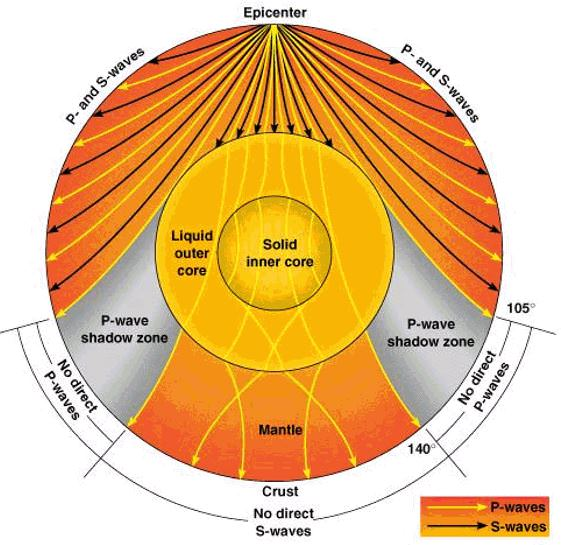 Epicenter
P- and S-waves
P- and S-waves
Liquid
outer
core
Solid
inner core
P-wave
shadow zone
P-wave
shadow zone
105°
No direct
P-waves
No direct
P-waves
Mantle
140°
Crust
No direct
S-waves
P-waves
S-waves